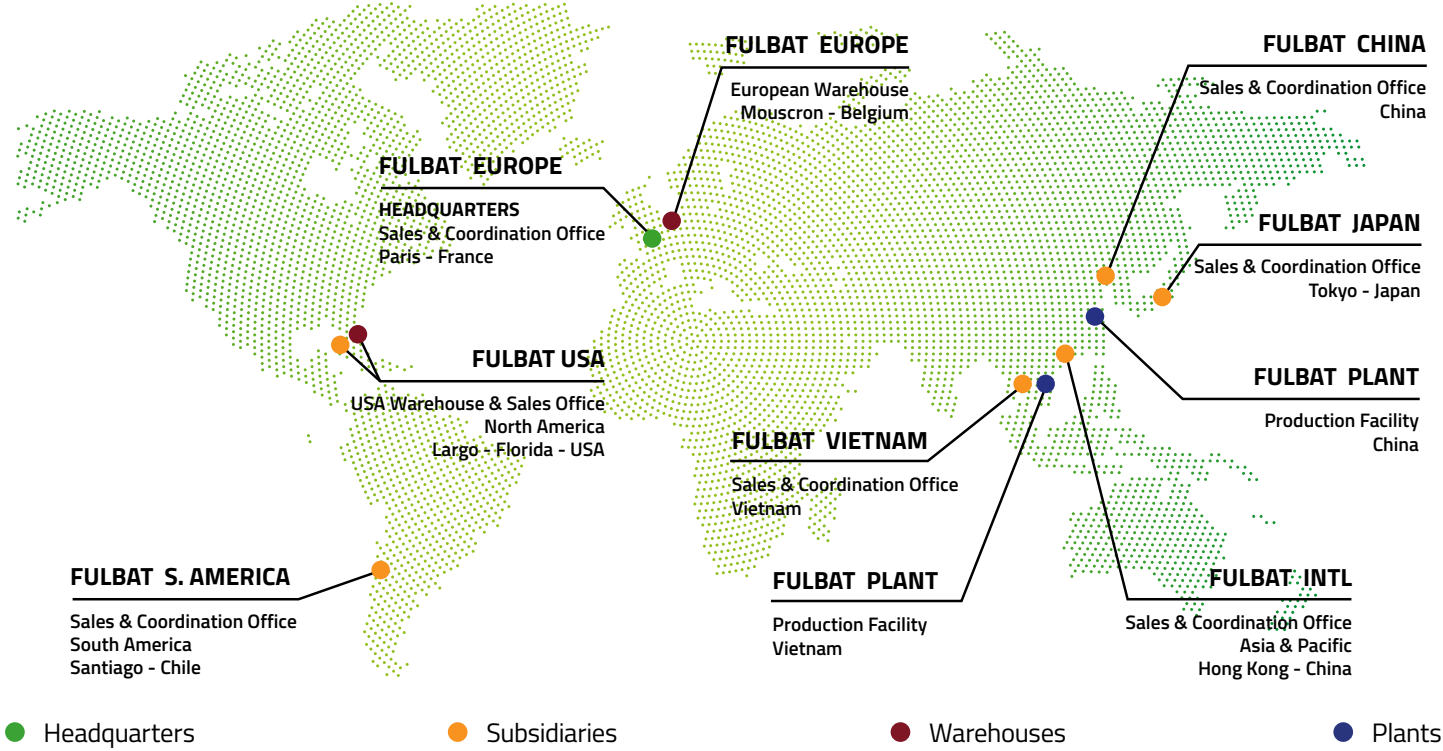 FULBAT EUROPE
European Warehouse
Mouscron - Belgium
FULBAT CHINA
Sales & Coordination Office
China
FULBAT EUROPE
HEADQUARTERS
Sales & Coordination Office
Paris - France
FULBAT JAPAN
Sales & Coordination Office
Tokyo - Japan
FULBAT USA
USA Warehouse & Sales Office
North America
Largo - Florida - USA
FULBAT PLANT
Production Facility
China
FULBAT VIETNAM
Sales & Coordination Office
Vietnam
FULBAT S. AMERICA
Sales & Coordination Office
South America
Santiago - Chile
FULBAT PLANT
Production Facility
Vietnam
FULBAT INTL
Sales & Coordination Office
Asia & Pacific
Hong Kong - China
Headquarters
Subsidiaries
Warehouses
Plants